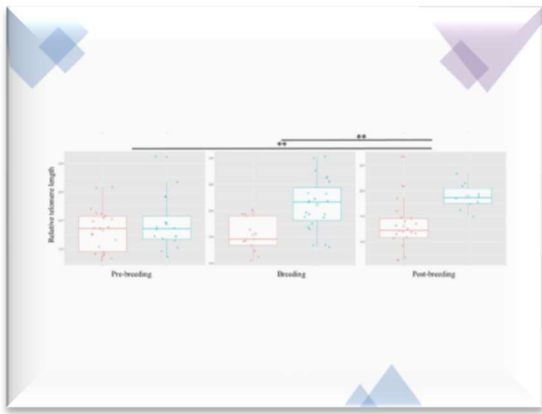 **
**
Relative telomere length
Pre-breeding
Breeding
Post-breeding